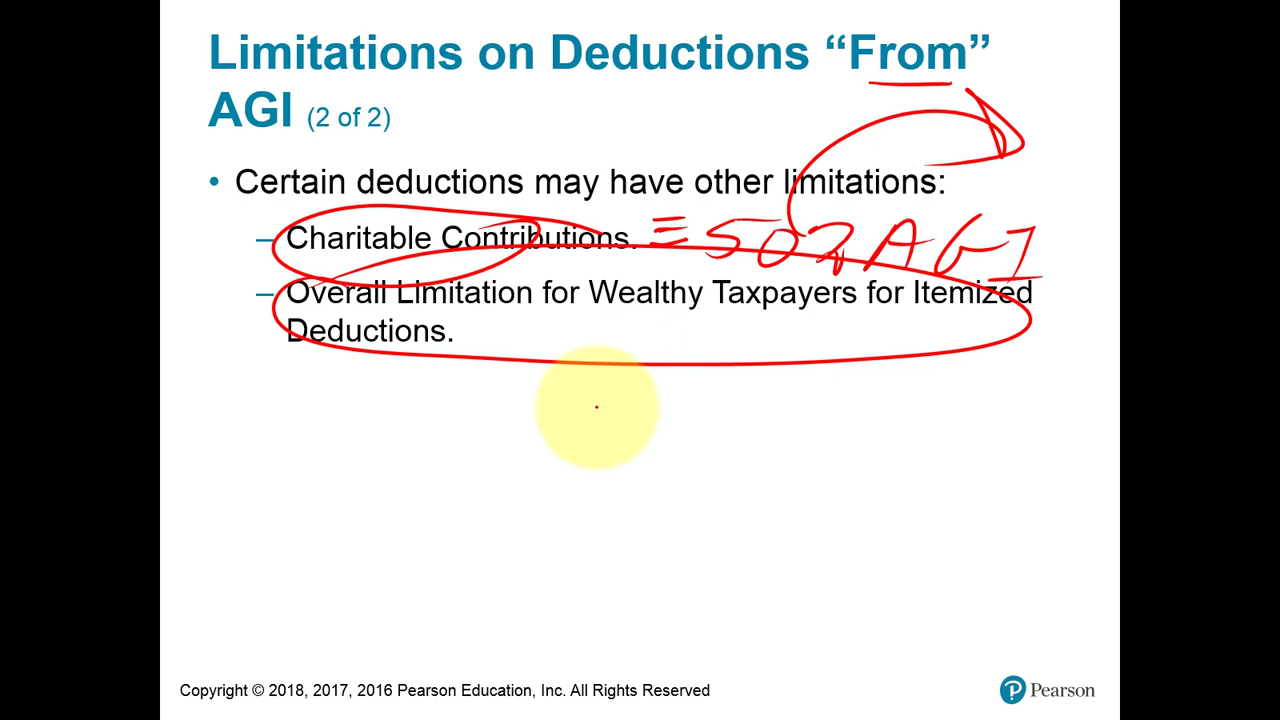 Limitations on Deductions “From”
AGI (2 of 2)
• Certain deductions may have other limitations:
– Charitable Contributions. = 50% AGI
– Overall Limitation for Wealthy Taxpayers for Itemized
Deductions.
Copyright © 2018, 2017, 2016 Pearson Education, Inc. All Rights Reserved
P Pearson